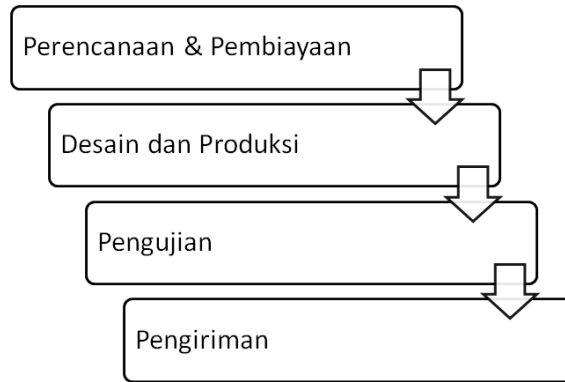 Perencanaan & Pembiayaan
Desain dan Produksi
Pengujian
Pengiriman